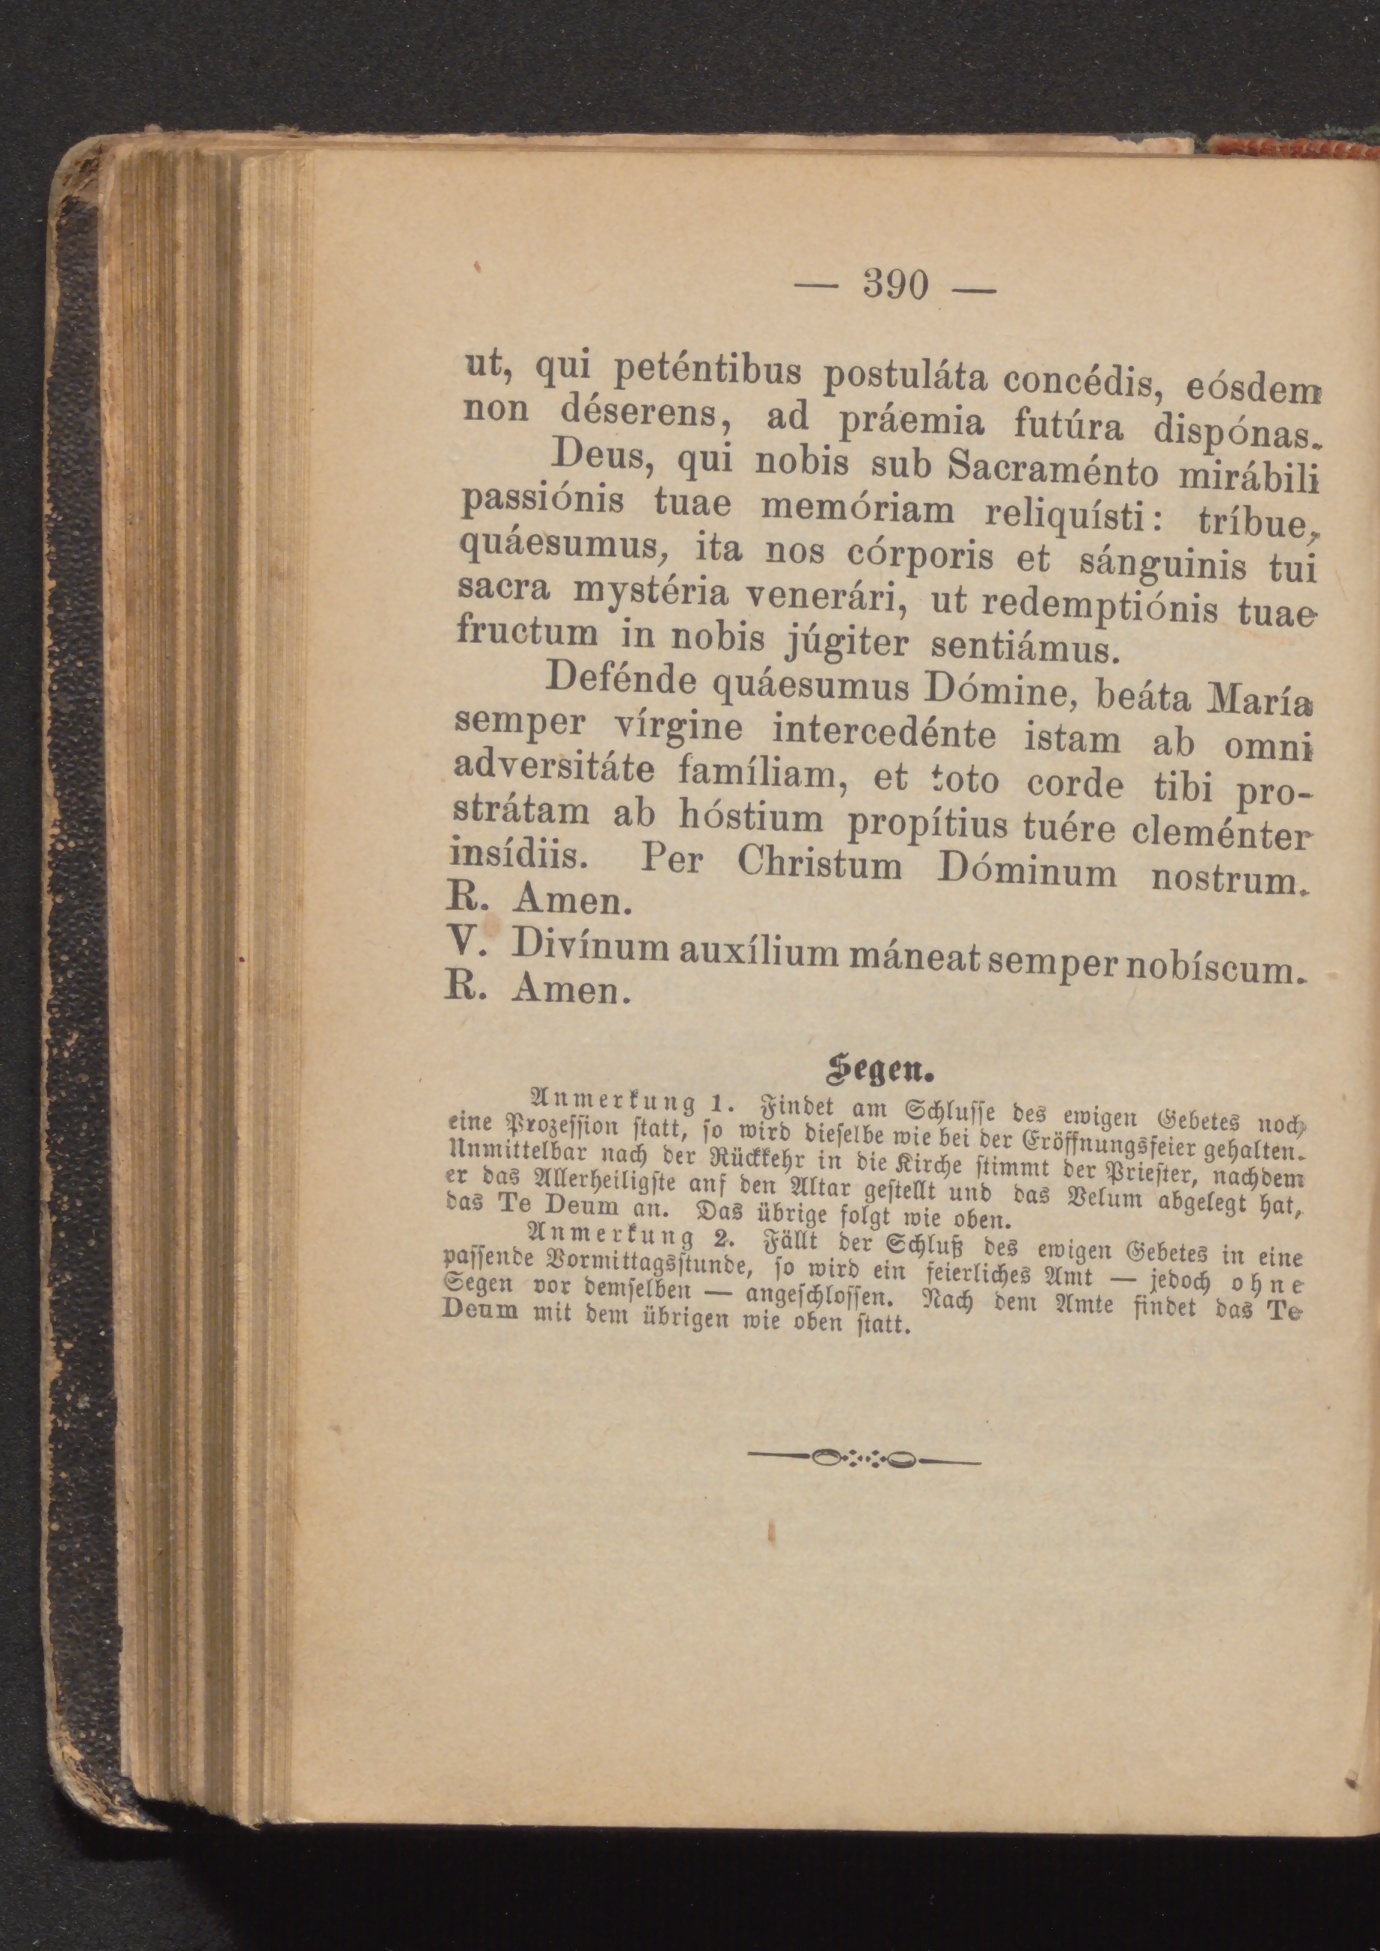 — 390 —
ut, qui peténtibus postuláta concédis, eósdem
non déserens, ad práemia futúra dispónas.
Deus, qui nobis sub Sacraménto mirábili
passiónis tuae memóriam reliquísti: tríbue,
quáesumus, ita nos córporis et sánguinis tui
sacra mystéria venerári, ut redemptiónis tuae
fructum in nobis júgiter sentiámus.
Defénde quáesumus Dómine, beáta María
semper vírgine intercedénte istam ab omni
adversitáte famíliam, et toto corde tibi pro-
strátam ab hóstium propítius tuére cleménter
insídiis. Per Christum Dóminum nostrum.
R. Amen.
V. Divínum auxílium máneat semper nobíscum.
R. Amen.
Segen.
Anmerkung 1. Findet am Schlusse des ewigen Gebetes noch
eine Prozession statt, so wird dieselbe wie bei der Eröffnungsfeier gehalten.
Unmittelbar nach der Rückkehr in die Kirche stimmt der Priester, nachdem
er das Allerheiligste auf den Altar gestellt und das Velum abgelegt hat,
das Te Deum an. Das übrige folgt wie oben.
Anmerkung 2. Fällt der Schluß des ewigen Gebetes in eine
passende Vormittagsstunde, so wird ein feierliches Amt — jedoch ohne
Segen vor demselben — angeschlossen. Nach dem Amte findet das Te
Deum mit dem übrigen wie oben statt.